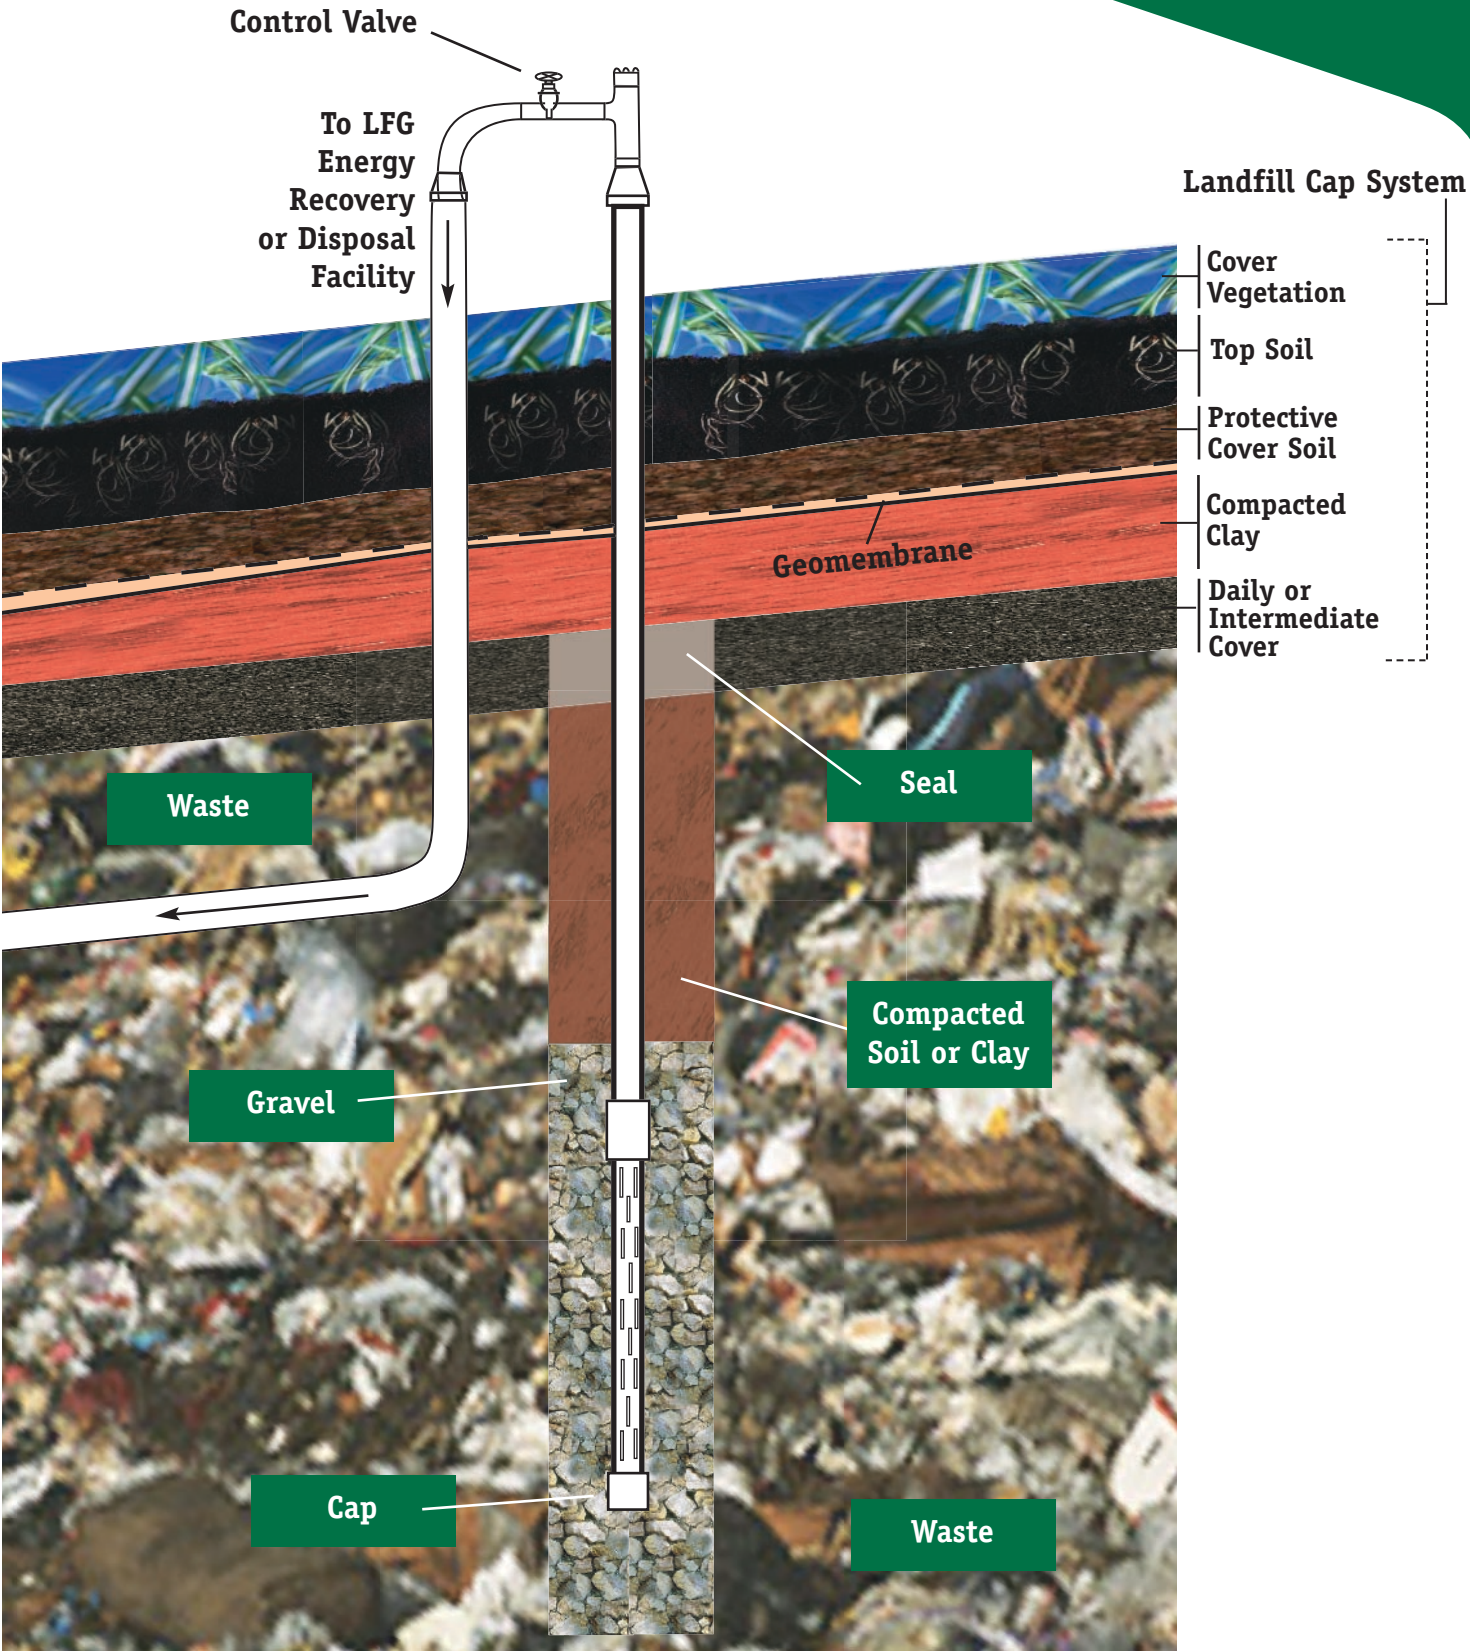 Control Valve
To LFG
Energy
Recovery
or Disposal
Facility
Landfill Cap System
Cover
Vegetation
Top Soil
Protective
Cover Soil
Compacted
Clay
Geomembrane
Daily or
Intermediate
Cover
Waste
Seal
Compacted
Soil or Clay
Gravel
Cap
Waste